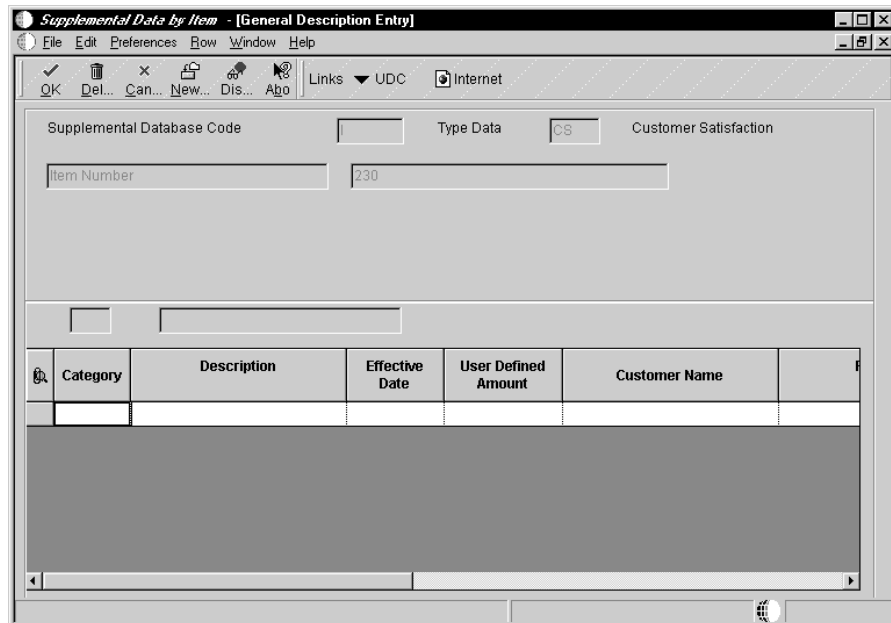 Supplemental Data by Item - [General Description Entry]
File Edit Preferences Row Window Help
OK Del... Can... New... Dis... Abo Links UDC Internet
Supplemental Database Code I Type Data CS Customer Satisfaction
Item Number 230
Category Description Effective Date User Defined Amount Customer Name